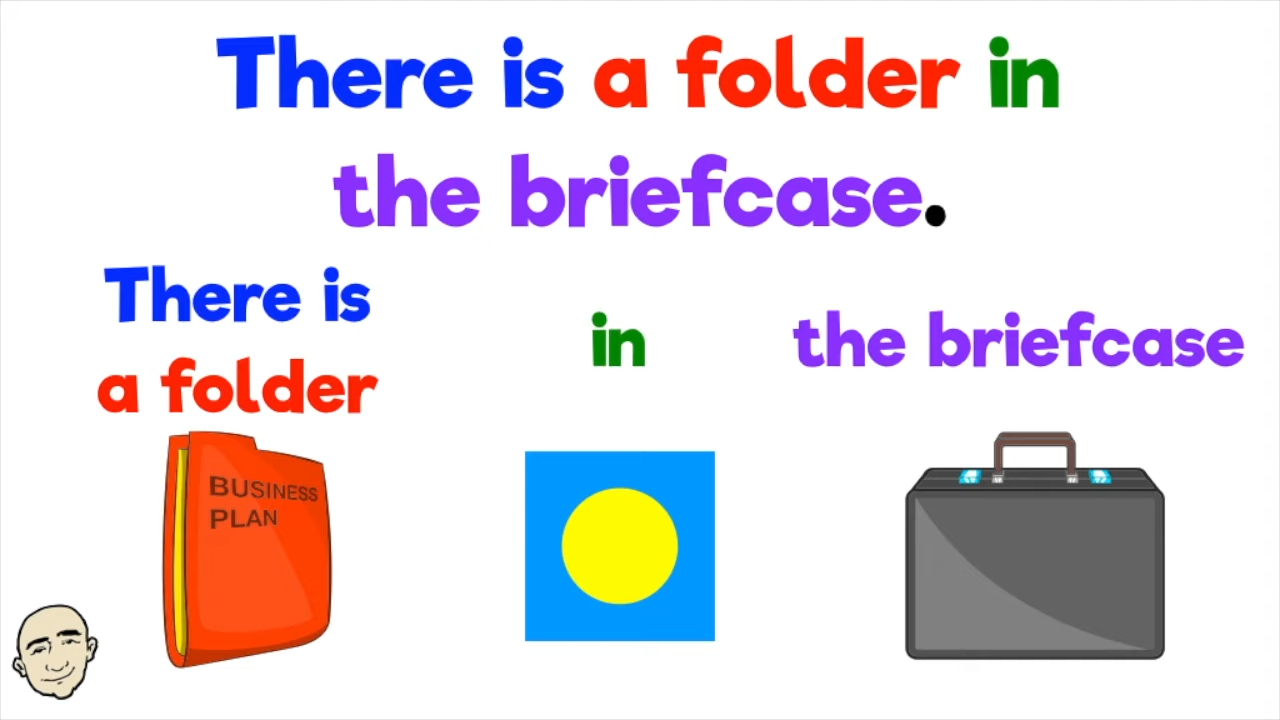 There is a folder in
the briefcase.
There is
a folder
in
the briefcase
BUSINESS
PLAN